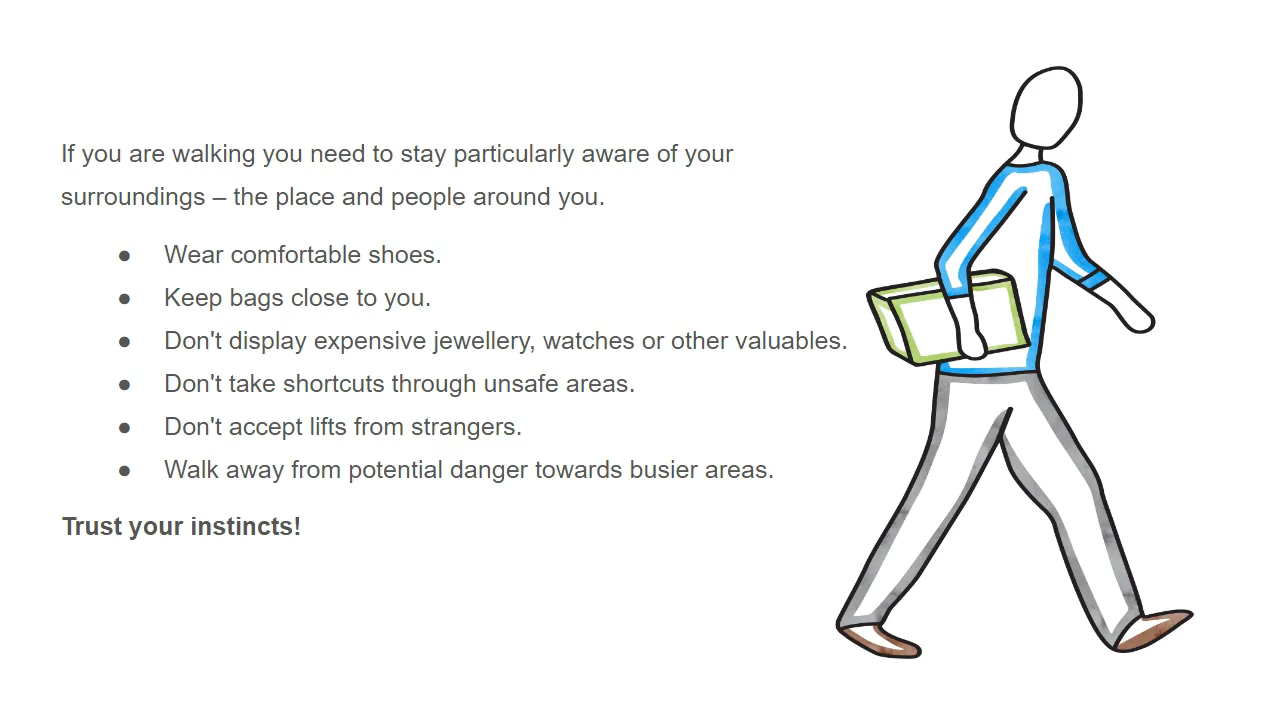 If you are walking you need to stay particularly aware of your
surroundings – the place and people around you.
● Wear comfortable shoes.
● Keep bags close to you.
● Don't display expensive jewellery, watches or other valuables.
● Don't take shortcuts through unsafe areas.
● Don't accept lifts from strangers.
● Walk away from potential danger towards busier areas.
Trust your instincts!